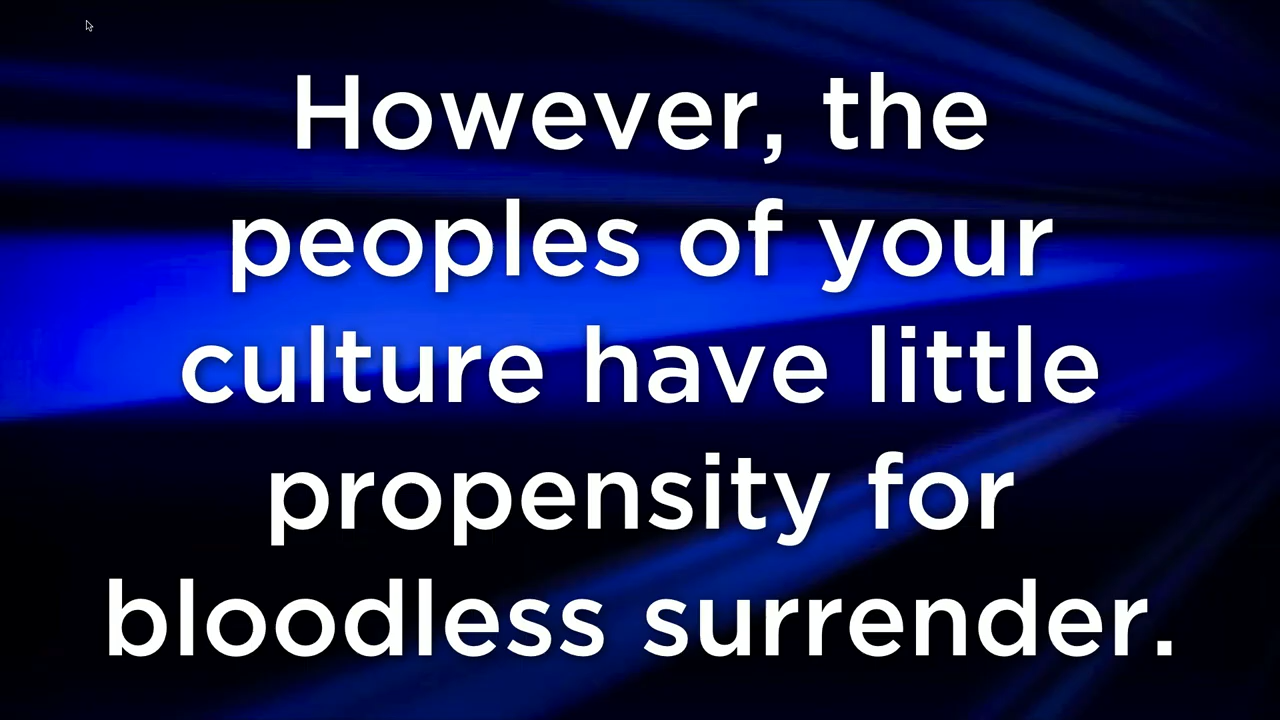 However, the
peoples of your
culture have little
propensity for
bloodless surrender.